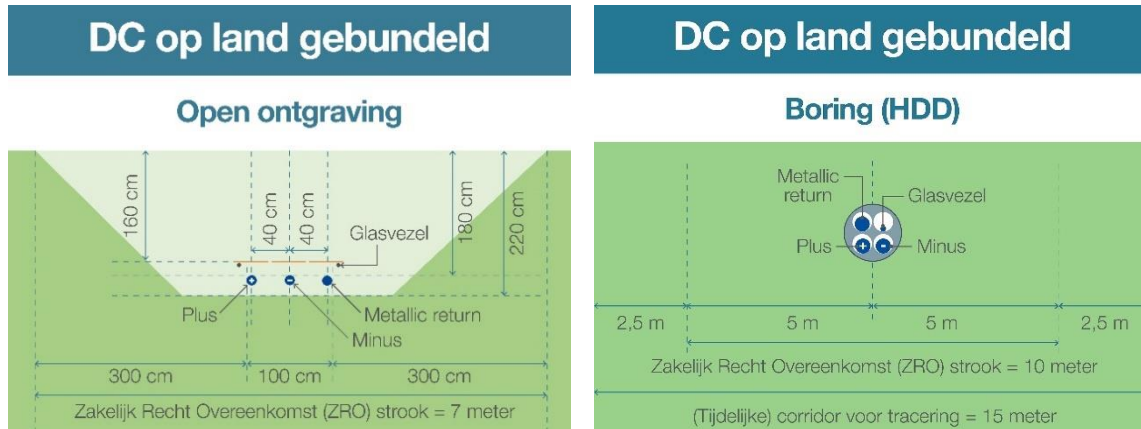 DC op land gebundeld
Open ontgraving
160 cm
40 cm
40 cm
Glasvezel
180 cm
220 cm
Plus
Metallic return
Minus
300 cm
100 cm
300 cm
Zakelijk Recht Overeenkomst (ZRO) strook = 7 meter
DC op land gebundeld
Boring (HDD)
Metallic
return
Glasvezel
Plus
+
-
Minus
2,5 m
5 m
5 m
2,5 m
Zakelijk Recht Overeenkomst (ZRO) strook = 10 meter
(Tijdelijke) corridor voor tracering = 15 meter